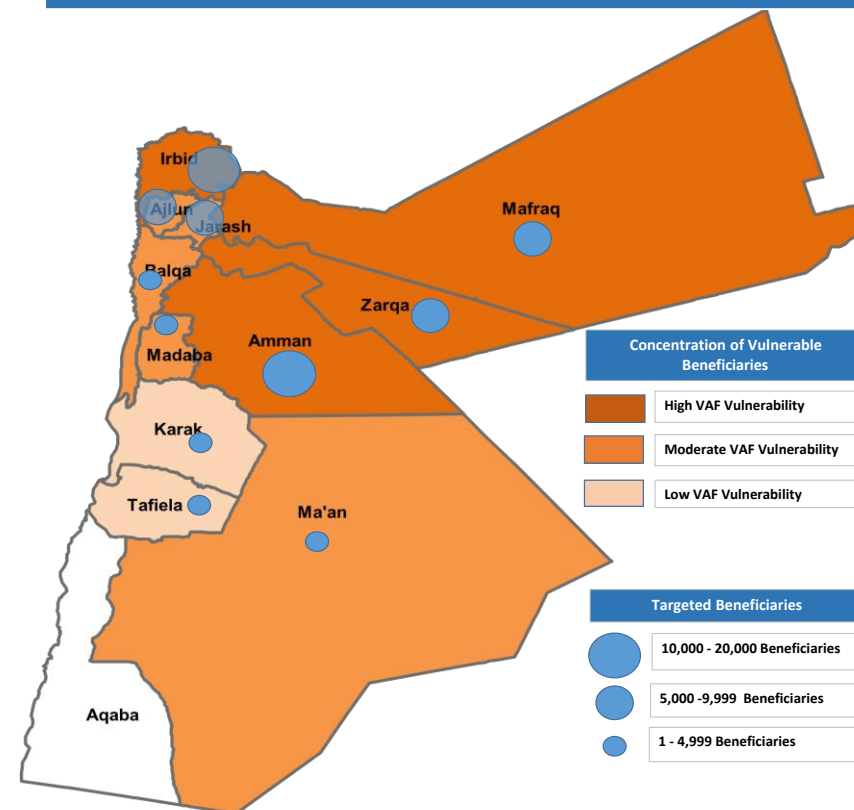 Irbid
Ajlun
Jarash
Mafraq
Balqa
Zarqa
Amman
Madaba
Karak
Tafiela
Ma'an
Aqaba
Concentration of Vulnerable
Beneficiaries
High VAF Vulnerability
Moderate VAF Vulnerability
Low VAF Vulnerability
Targeted Beneficiaries
10,000 - 20,000 Beneficiaries
5,000 -9,999 Beneficiaries
1 - 4,999 Beneficiaries